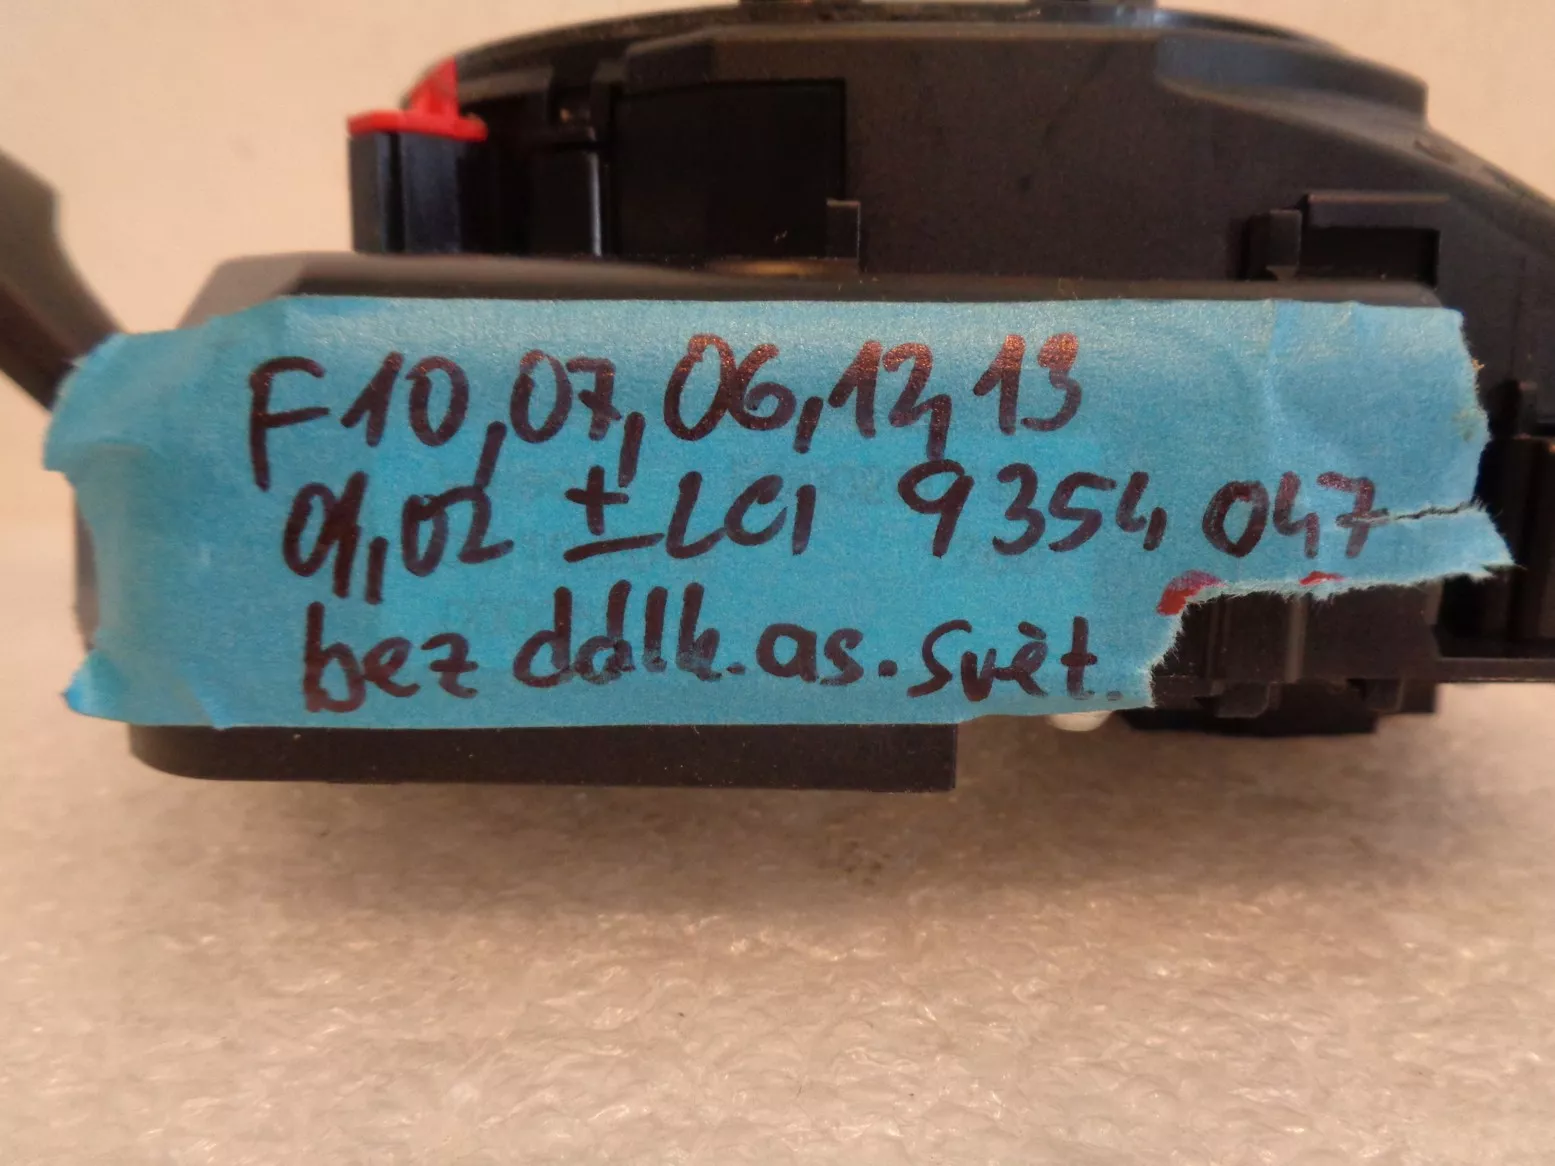 F10,07,06,12,13
01,02 ± LCI 9354 047
bez dálk. as. svět.